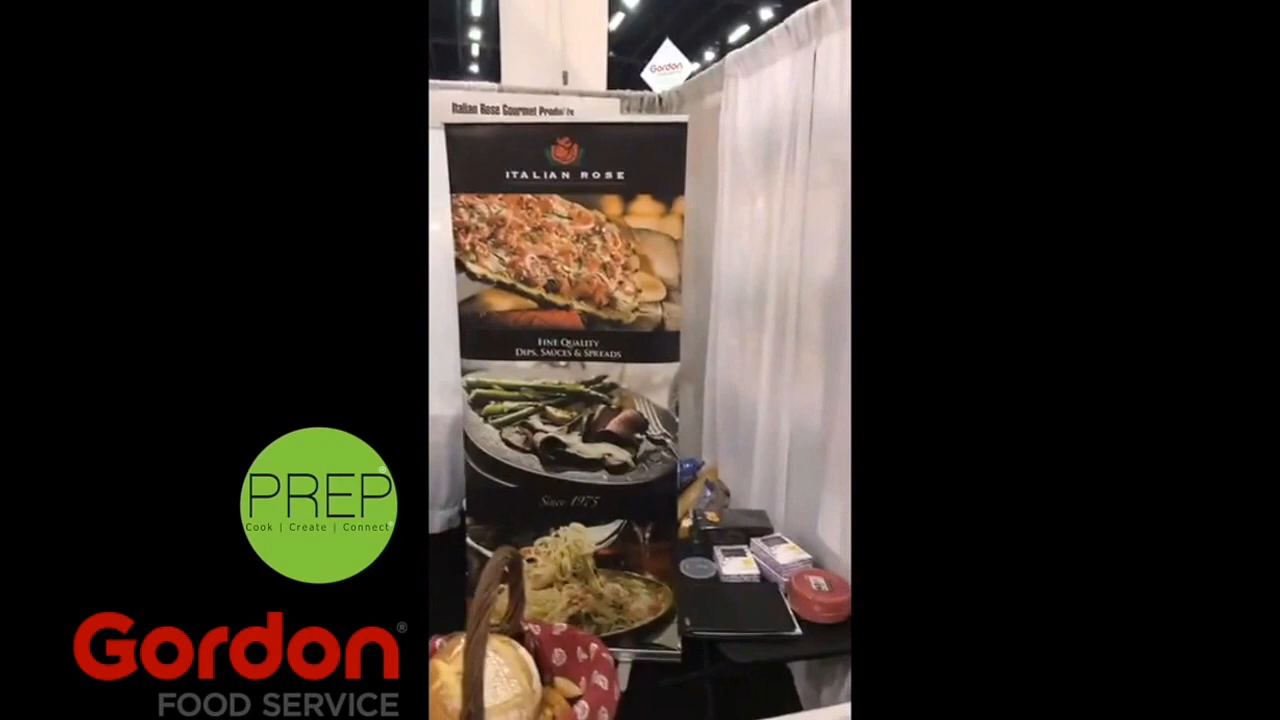 Gordon
Italian Rose Gourmet Products
ITALIAN ROSE
FINE QUALITY
DIPS, SAUCES & SPREADS
Since 1975
PREP®
Cook | Create | Connect®
Gordon®
FOOD SERVICE